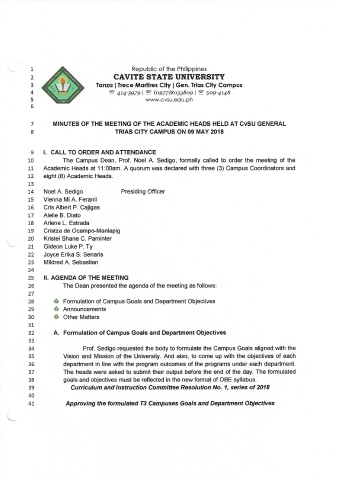 1 Republic of the Philippines
2 CAVITE STATE UNIVERSITY
3 Tanza | Trece Martires City | Gen. Trias City Campus
4 ☏ 414-3979 | ☏ (0977)8033809 | ☏ 509-4148
5 www.cvsu.edu.ph
6
7 MINUTES OF THE MEETING OF THE ACADEMIC HEADS HELD AT CvSU GENERAL
8 TRIAS CITY CAMPUS ON 09 MAY 2018
9 I. CALL TO ORDER AND ATTENDANCE
10 The Campus Dean, Prof. Noel A. Sedigo, formally called to order the meeting of the
11 Academic Heads at 11:00am. A quorum was declared with three (3) Campus Coordinators and
12 eight (8) Academic Heads.
13
14 Noel A. Sedigo Presiding Officer
15 Vienna Mi A. Feranil
16 Cris Albert P. Cajigas
17 Alelie B. Diato
18 Arlene L. Estrada
19 Cristza de Ocampo-Manlapig
20 Kristel Shane C. Paminter
21 Gideon Luke P. Ty
22 Joyce Erika S. Senaris
23 Mildred A. Sebastian
24
25 II. AGENDA OF THE MEETING
26 The Dean presented the agenda of the meeting as follows:
27
28 Formulation of Campus Goals and Department Objectives
29 Announcements
30 Other Matters
31
32 A. Formulation of Campus Goals and Department Objectives
33
34 Prof. Sedigo requested the body to formulate the Campus Goals aligned with the
35 Vision and Mission of the University. And also, to come up with the objectives of each
36 department in line with the program outcomes of the programs under each department.
37 The heads were asked to submit their output before the end of the day. The formulated
38 goals and objectives must be reflected in the new format of OBE syllabus.
39 Curriculum and Instruction Committee Resolution No. 1, series of 2018
40
41 Approving the formulated T3 Campuses Goals and Department Objectives